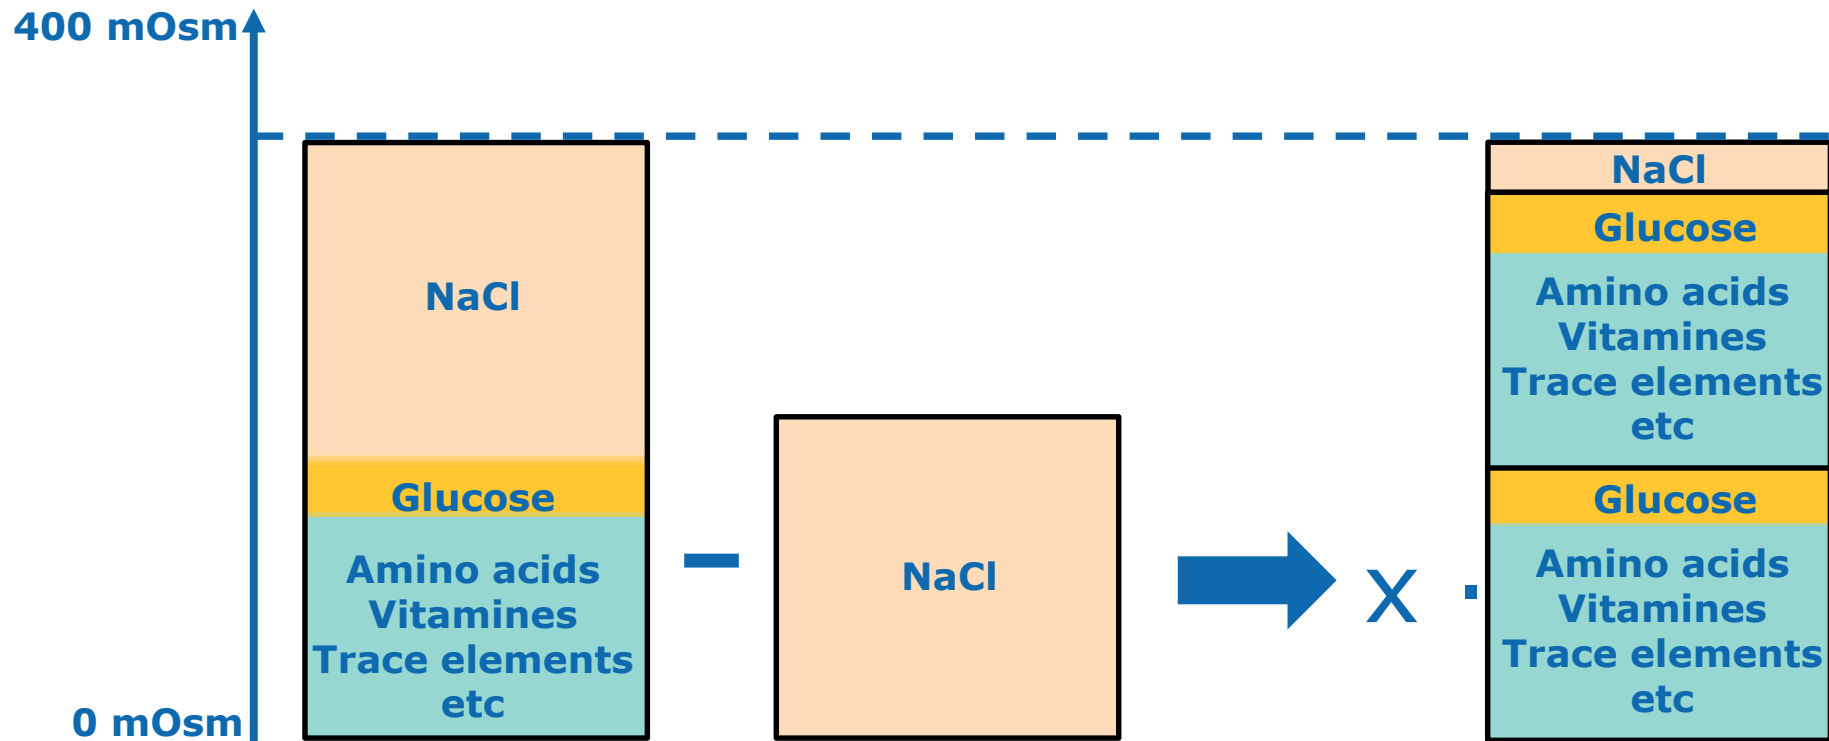 400 mOsm
NaCl
Glucose
Amino acids
Vitamines
Trace elements
etc
0 mOsm
-
NaCl
X ·
NaCl
Glucose
Amino acids
Vitamines
Trace elements
etc
Glucose
Amino acids
Vitamines
Trace elements
etc